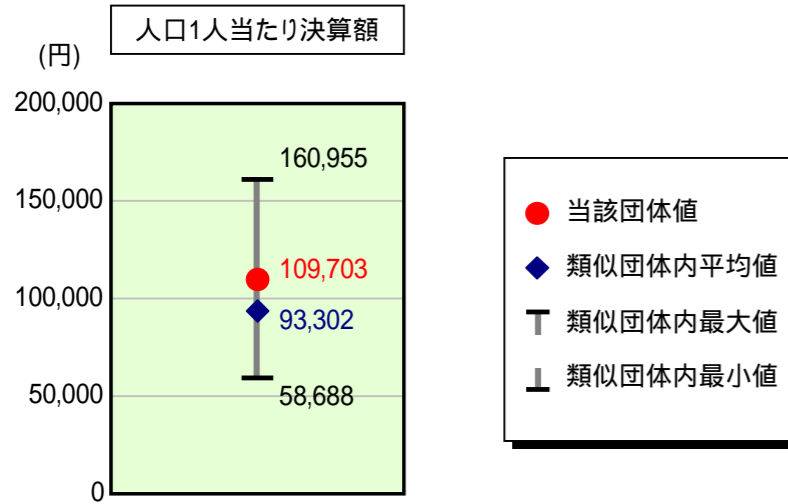 人口1人当たり決算額
(円)
200,000
160,955
150,000
109,703
100,000
93,302
58,688
50,000
0
当該団体値
類似団体内平均値
類似団体内最大値
類似団体内最小値